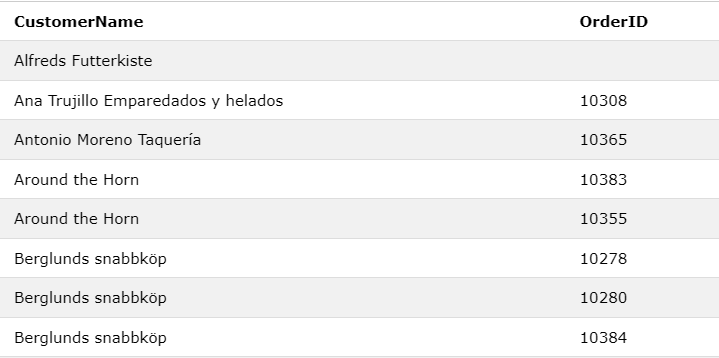 CustomerName OrderID
Alfreds Futterkiste
Ana Trujillo Emparedados y helados 10308
Antonio Moreno Taquería 10365
Around the Horn 10383
Around the Horn 10355
Berglunds snabbköp 10278
Berglunds snabbköp 10280
Berglunds snabbköp 10384